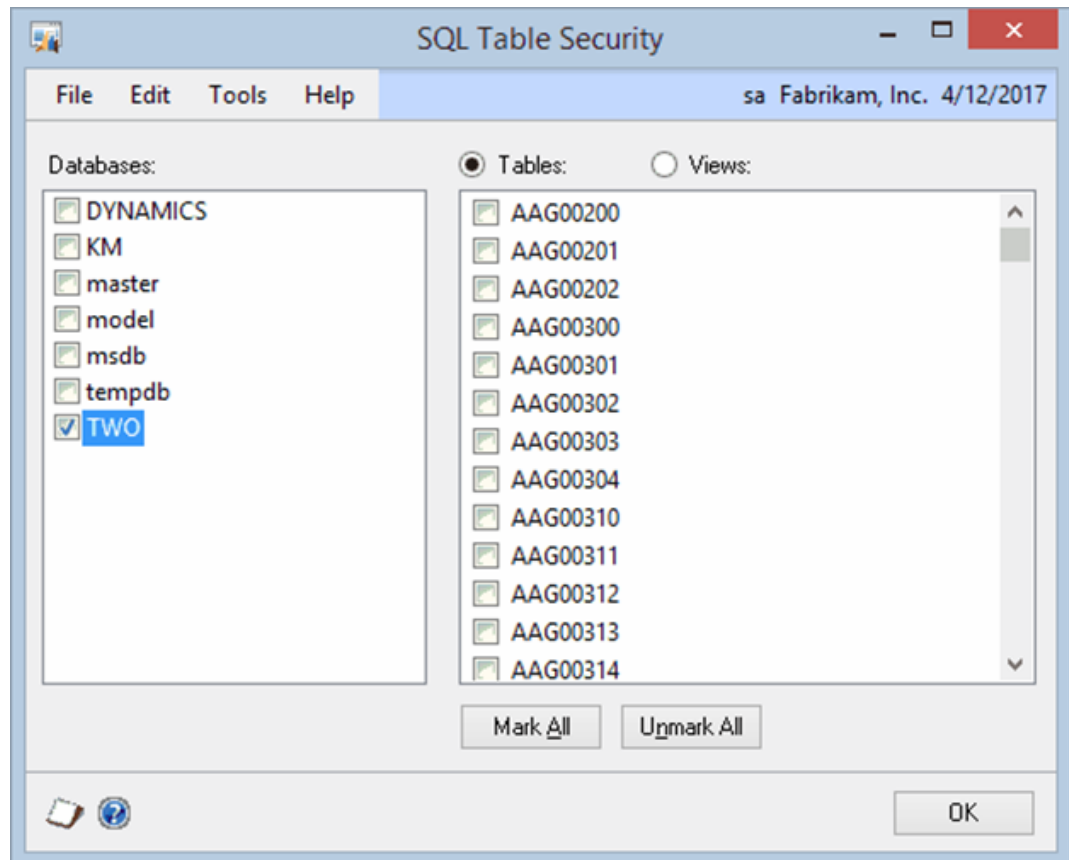 SQL Table Security
File Edit Tools Help sa Fabrikam, Inc. 4/12/2017
Databases:
DYNAMICS
KM
master
model
msdb
tempdb
TWO
Tables: Views:
AAG00200
AAG00201
AAG00202
AAG00300
AAG00301
AAG00302
AAG00303
AAG00304
AAG00310
AAG00311
AAG00312
AAG00313
AAG00314
Mark All Unmark All
OK